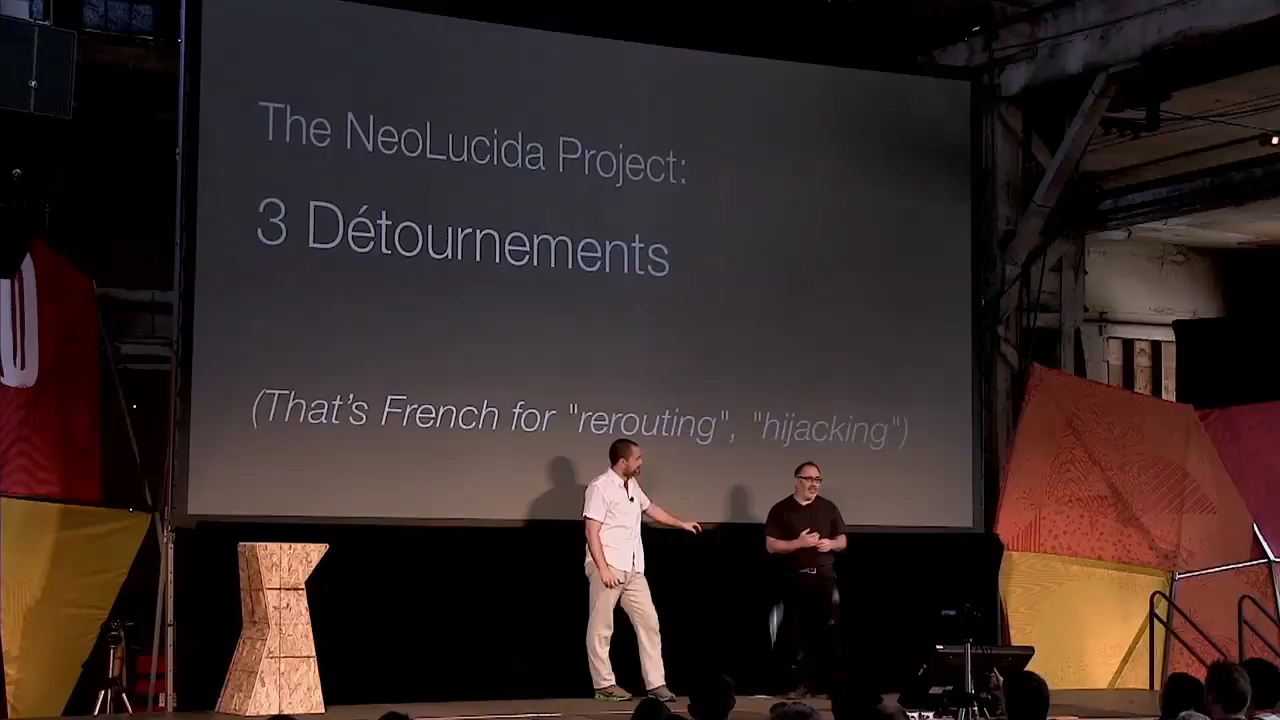 The NeoLucida Project:
3 Détournements
(That's French for "rerouting", "hijacking")